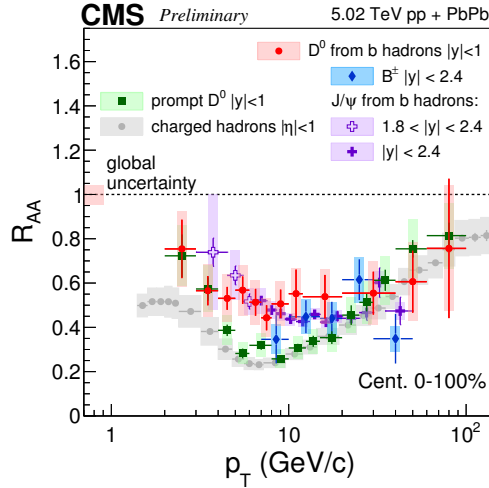 CMS Preliminary 5.02 TeV pp + PbPb
D⁰ from b hadrons |y|<1
B± |y| < 2.4
prompt D⁰ |y|<1
J/ψ from b hadrons:
charged hadrons |η|<1
1.8 < |y| < 2.4
|y| < 2.4
global
uncertainty
Cent. 0-100%
R_AA
1.6
1.4
1.2
1
0.8
0.6
0.4
0.2
0
1 10 10²
p_T (GeV/c)